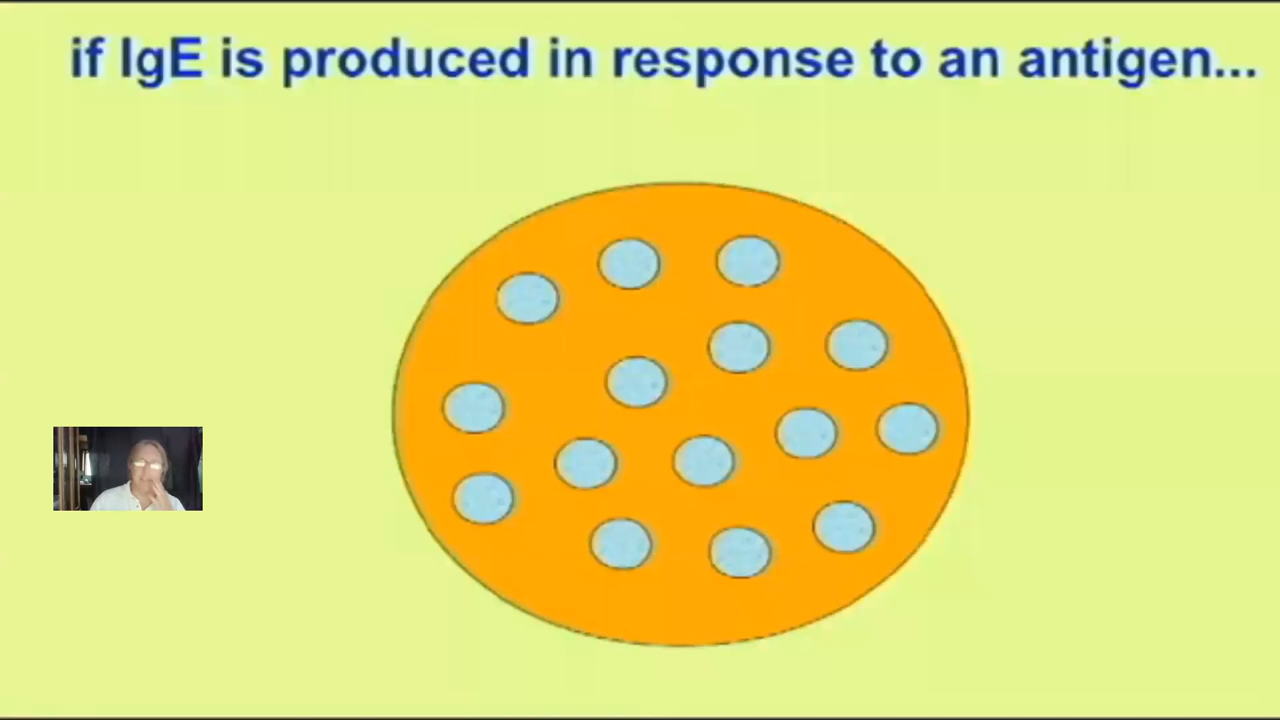 if IgE is produced in response to an antigen...